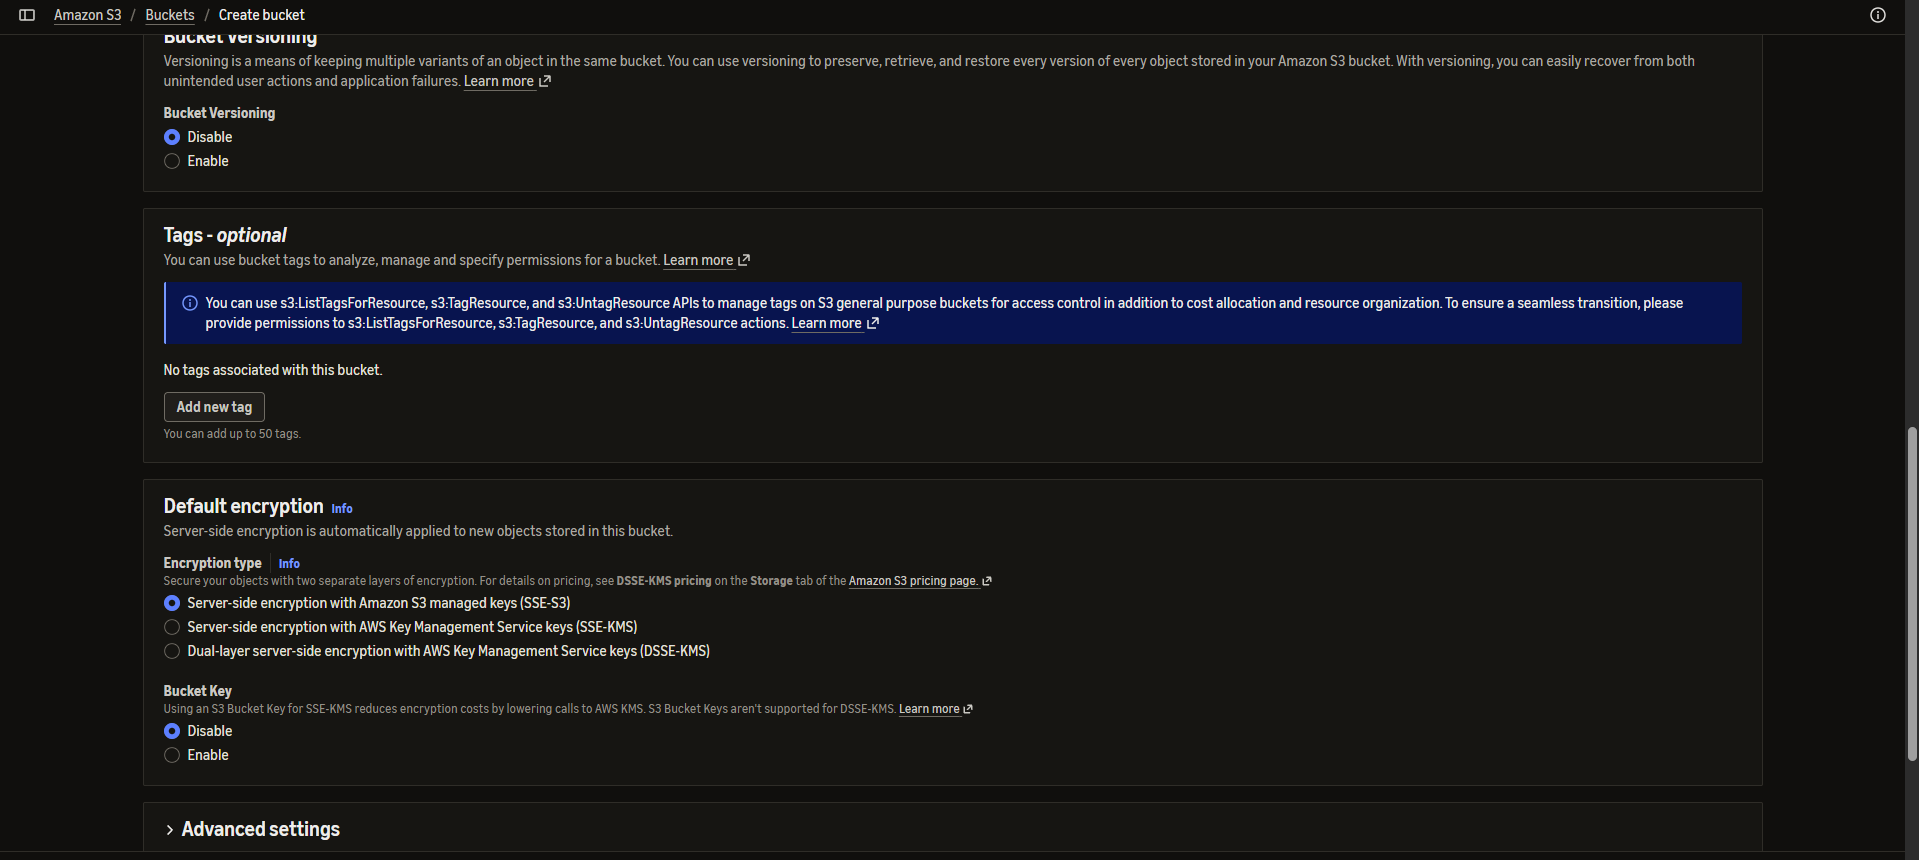 Amazon S3 / Buckets / Create bucket
Bucket Versioning
Versioning is a means of keeping multiple variants of an object in the same bucket. You can use versioning to preserve, retrieve, and restore every version of every object stored in your Amazon S3 bucket. With versioning, you can easily recover from both
unintended user actions and application failures. Learn more
Bucket Versioning
Disable
Enable
Tags - optional
You can use bucket tags to analyze, manage and specify permissions for a bucket. Learn more
You can use s3:ListTagsForResource, s3:TagResource, and s3:UntagResource APIs to manage tags on S3 general purpose buckets for access control in addition to cost allocation and resource organization. To ensure a seamless transition, please
provide permissions to s3:ListTagsForResource, s3:TagResource, and s3:UntagResource actions. Learn more
No tags associated with this bucket.
Add new tag
You can add up to 50 tags.
Default encryption Info
Server-side encryption is automatically applied to new objects stored in this bucket.
Encryption type Info
Secure your objects with two separate layers of encryption. For details on pricing, see DSSE-KMS pricing on the Storage tab of the Amazon S3 pricing page.
Server-side encryption with Amazon S3 managed keys (SSE-S3)
Server-side encryption with AWS Key Management Service keys (SSE-KMS)
Dual-layer server-side encryption with AWS Key Management Service keys (DSSE-KMS)
Bucket Key
Using an S3 Bucket Key for SSE-KMS reduces encryption costs by lowering calls to AWS KMS. S3 Bucket Keys aren't supported for DSSE-KMS. Learn more
Disable
Enable
Advanced settings